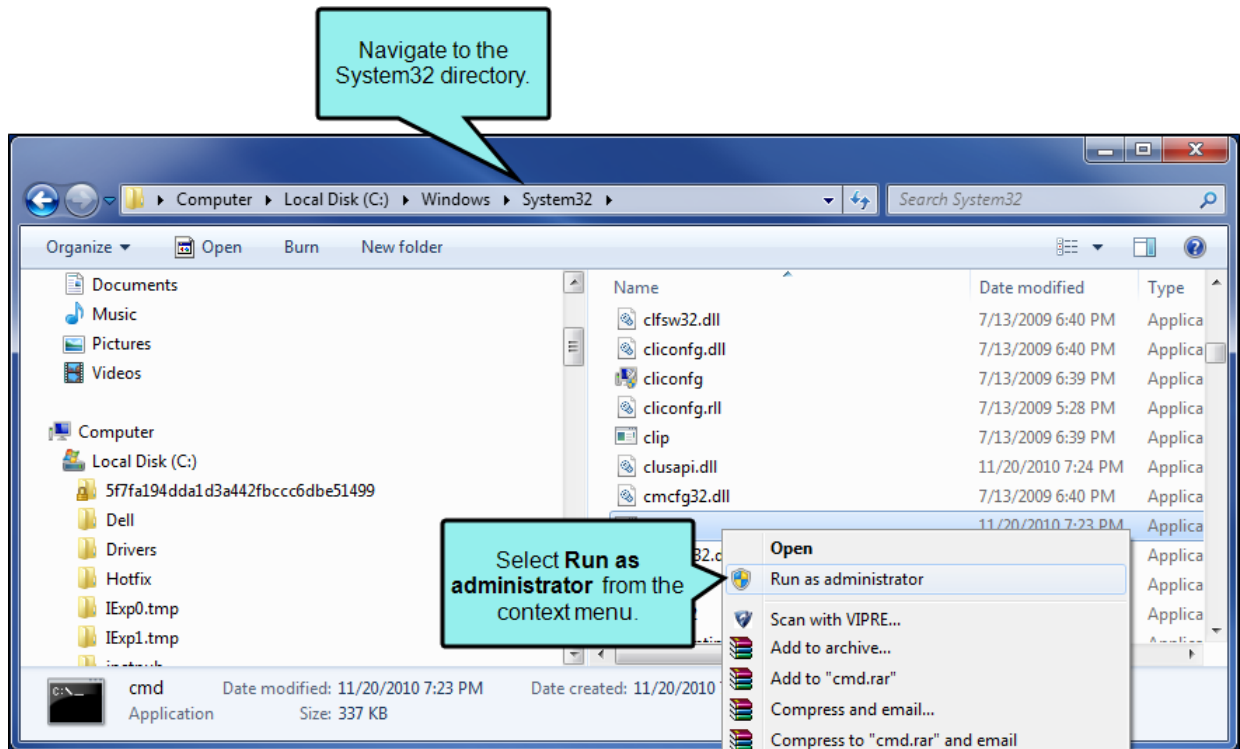 Navigate to the
System32 directory.
Computer ▸ Local Disk (C:) ▸ Windows ▸ System32 ▸
Search System32
Organize ▾ Open Burn New folder
Documents
Music
Pictures
Videos
Computer
Local Disk (C:)
5f7fa194dda1d3a442fbccc6dbe51499
Dell
Drivers
Hotfix
IExp0.tmp
IExp1.tmp
Name Date modified Type
clfsw32.dll 7/13/2009 6:40 PM Applica
cliconfg.dll 7/13/2009 6:40 PM Applica
cliconfg 7/13/2009 6:39 PM Applica
cliconfg.rll 7/13/2009 5:28 PM Applica
clip 7/13/2009 6:39 PM Applica
clusapi.dll 11/20/2010 7:24 PM Applica
cmcfg32.dll 7/13/2009 6:40 PM Applica
11/20/2010 7:23 PM Applica
Applica
Applica
Applica
Select Run as
administrator from the
context menu.
Open
Run as administrator
Scan with VIPRE...
Add to archive...
Add to "cmd.rar"
Compress and email...
Compress to "cmd.rar" and email
C:\_
cmd Date modified: 11/20/2010 7:23 PM Date created: 11/20/2010
Application Size: 337 KB